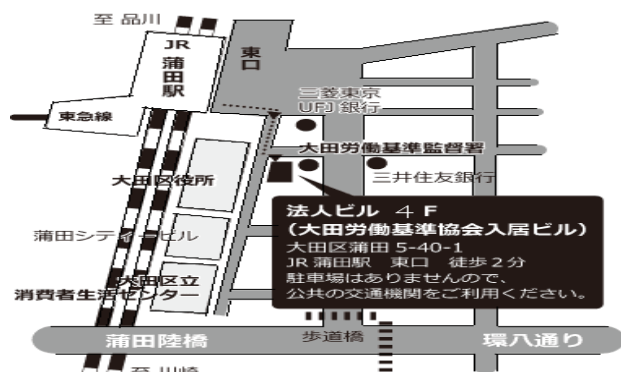 至 品川
JR
蒲田駅
東口
東急線
三菱東京
UFJ 銀行
大田労働基準監督署
大田区役所
三井住友銀行
蒲田シティービル
法人ビル ４Ｆ
(大田労働基準協会入居ビル)
大田区蒲田 5-40-1
JR 蒲田駅 東口 徒歩２分
駐車場はありませんので、
公共の交通機関をご利用ください。
大田区立
消費者生活センター
蒲田陸橋
歩道橋
環八通り
至 川崎